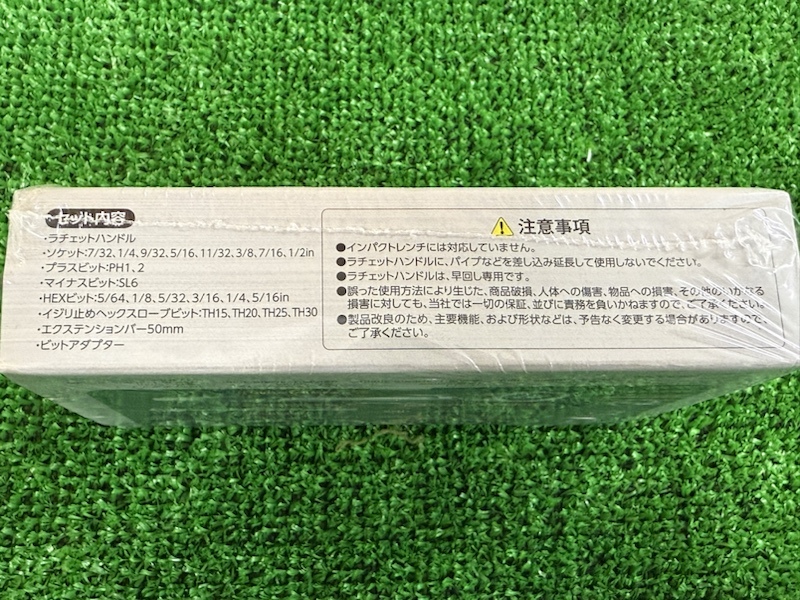 セット内容
・ラチェットハンドル
・ソケット:7/32、1/4、9/32、5/16、11/32、3/8、7/16、1/2in
・プラスビット:PH1、2
・マイナスビット:SL6
・HEXビット:5/64、1/8、5/32、3/16、1/4、5/16in
・イジリ止めヘックスローブビット:TH15、TH20、TH25、TH30
・エクステンションバー50mm
・ビットアダプター
注意事項
●インパクトレンチには対応していません。
●ラチェットハンドルに、パイプなどを差し込み延長して使用しないでください。
●ラチェットハンドルは、早回し専用です。
●誤った使用方法により生じた、商品破損、人体への傷害、物品への損害、その他のいかなる
損害に対しても、当社では一切の保証、並びに責務を負いかねますので、ご了承ください。
●製品改良のため、主要機能、および形状などは、予告なく変更する場合がありますので、
ご了承ください。